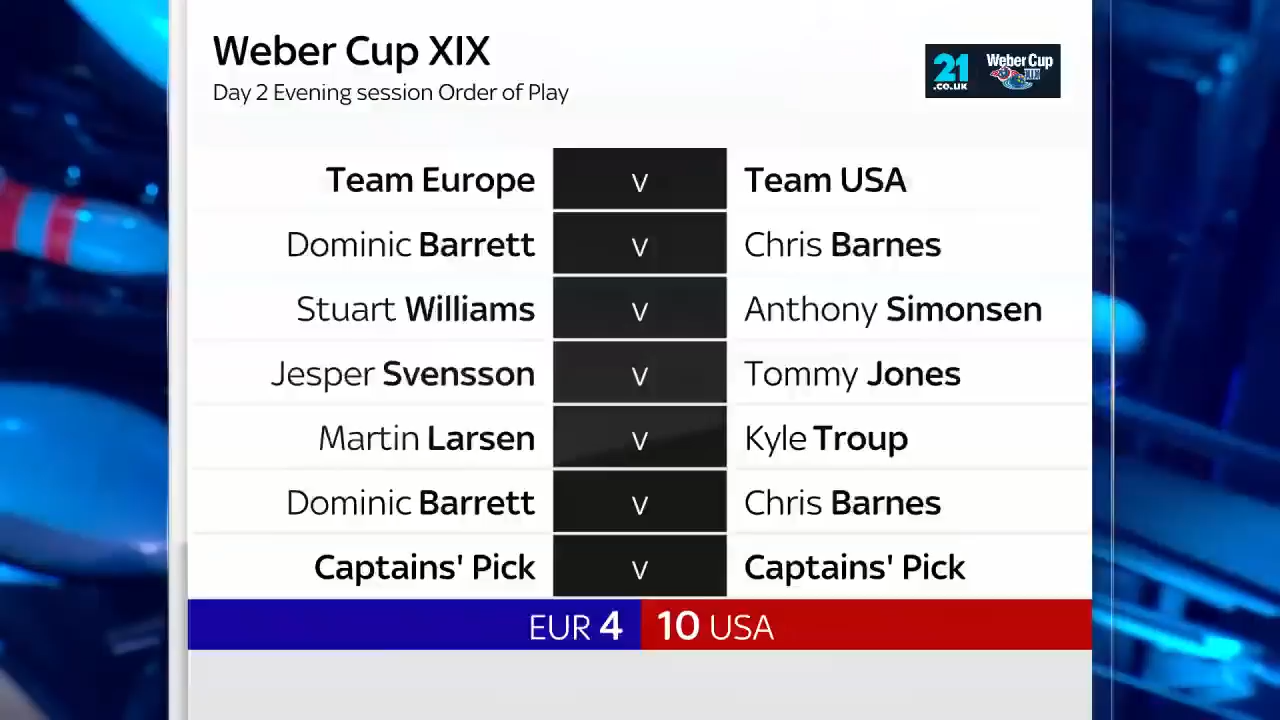 Weber Cup XIX
Day 2 Evening session Order of Play
21 .co.uk Weber Cup XIX
Team Europe v Team USA
Dominic Barrett v Chris Barnes
Stuart Williams v Anthony Simonsen
Jesper Svensson v Tommy Jones
Martin Larsen v Kyle Troup
Dominic Barrett v Chris Barnes
Captains' Pick v Captains' Pick
EUR 4 10 USA